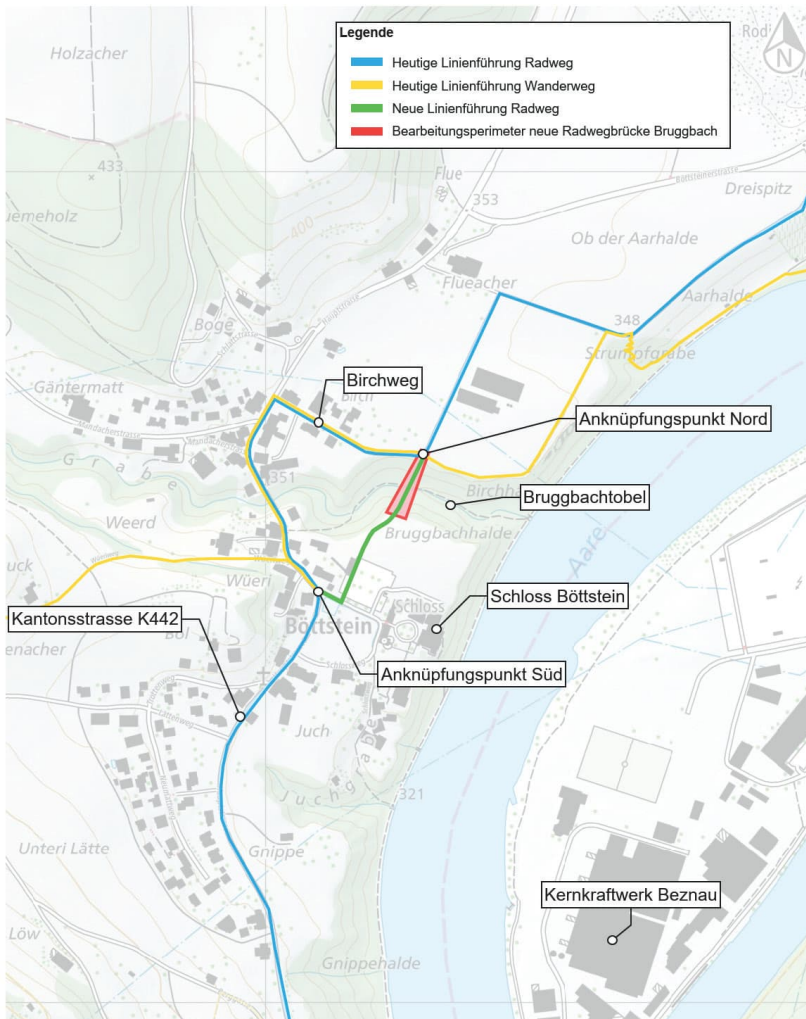 Legende
Heutige Linienführung Radweg
Heutige Linienführung Wanderweg
Neue Linienführung Radweg
Bearbeitungsperimeter neue Radwegbrücke Bruggbach
N
Holzacher
433
Flue
353
Dreispitz
400
Ob der Aarhalde
Flueacher
Aarhalde
348
Boge
Strumpfgrabe
Hauptstrasse
Gäntermatt
Birchweg
Birch
Mandacherstrasse
Anknüpfungspunkt Nord
351
Grabe
Bruggbachtobel
Weerd
Bruggbachhalde
Aare
Wüeri
Schloss
Schloss Böttstein
Kantonsstrasse K442
Böttstein
Anknüpfungspunkt Süd
Juch
Juchgrabe
321
Unteri Lätte
Gnippe
Kernkraftwerk Beznau
Löw
Gnippehalde